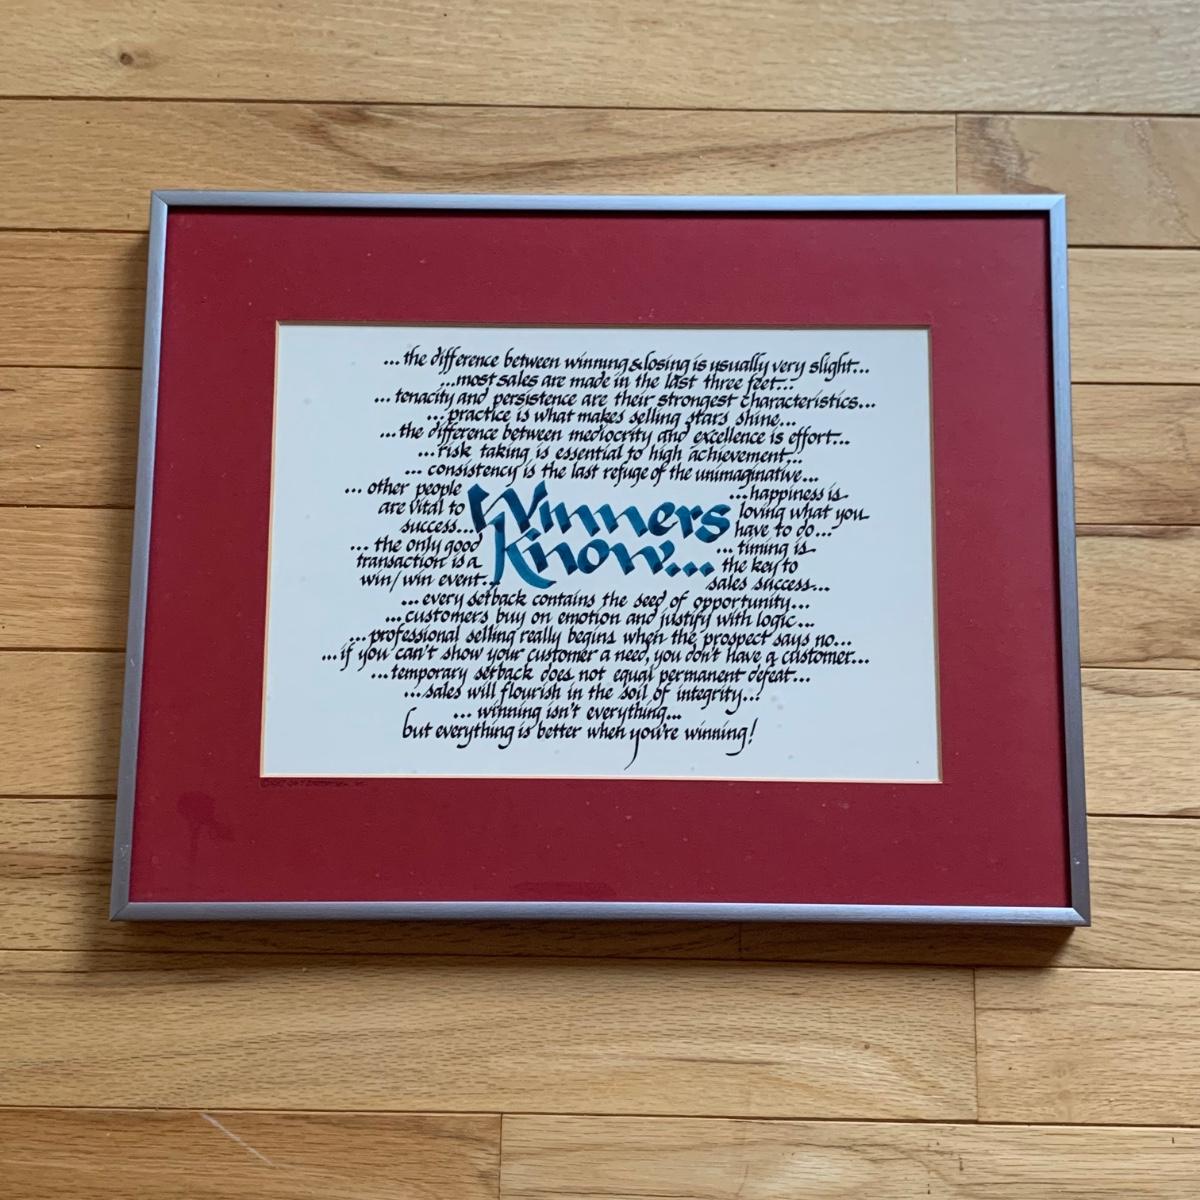 ... the difference between winning & losing is usually very slight...
...most sales are made in the last three feet...
... tenacity and persistence are their strongest characteristics...
... practice is what makes selling stars shine...
...the difference between mediocrity and excellence is effort...
... risk taking is essential to high achievement...
... consistency is the last refuge of the unimaginative...
... other people
are vital to
success...
... the only good
transaction is a
win/win event...
Winners
Know...
...happiness is
loving what you
have to do...
... timing is
the key to
sales success...
... every setback contains the seed of opportunity...
...customers buy on emotion and justify with logic...
... professional selling really begins when the prospect says no...
...if you can't show your customer a need, you don't have a customer...
...temporary setback does not equal permanent defeat...
...sales will flourish in the soil of integrity...
... winning isn't everything...
but everything is better when you're winning!